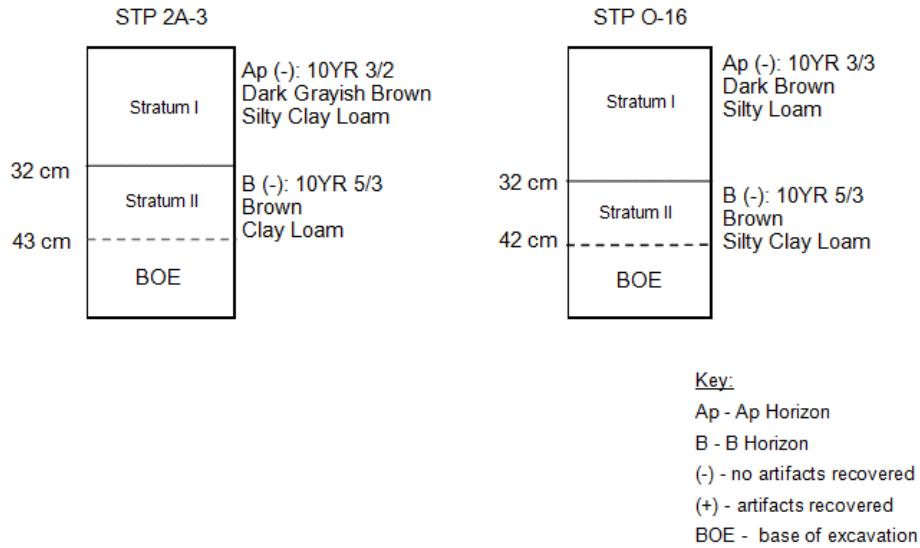 STP 2A-3
Ap (-): 10YR 3/2
Dark Grayish Brown
Silty Clay Loam
Stratum I
32 cm
B (-): 10YR 5/3
Brown
Clay Loam
Stratum II
43 cm
BOE
STP O-16
Ap (-): 10YR 3/3
Dark Brown
Silty Loam
Stratum I
32 cm
B (-): 10YR 5/3
Brown
Silty Clay Loam
Stratum II
42 cm
BOE
Key:
Ap - Ap Horizon
B - B Horizon
(-) - no artifacts recovered
(+) - artifacts recovered
BOE - base of excavation